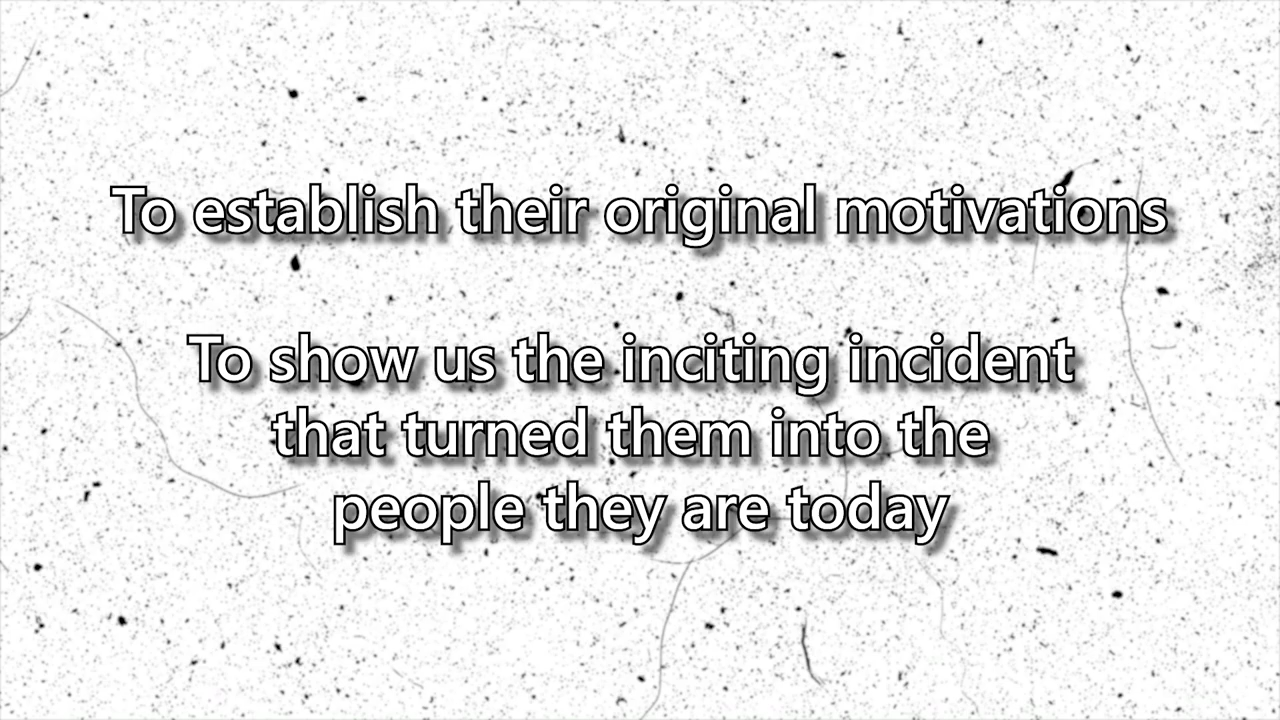 To establish their original motivations
To show us the inciting incident
that turned them into the
people they are today